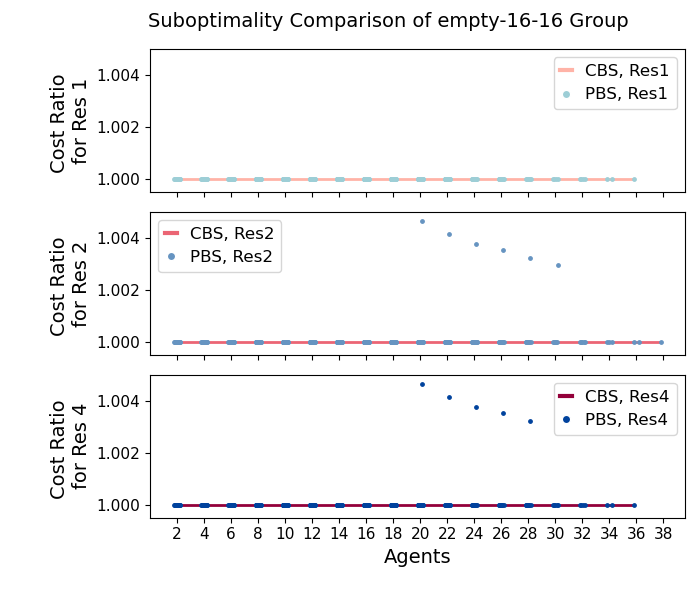 Suboptimality Comparison of empty-16-16 Group
Cost Ratio
for Res 1
1.004
1.002
1.000
CBS, Res1
PBS, Res1
Cost Ratio
for Res 2
1.004
1.002
1.000
CBS, Res2
PBS, Res2
Cost Ratio
for Res 4
1.004
1.002
1.000
CBS, Res4
PBS, Res4
2 4 6 8 10 12 14 16 18 20 22 24 26 28 30 32 34 36 38
Agents